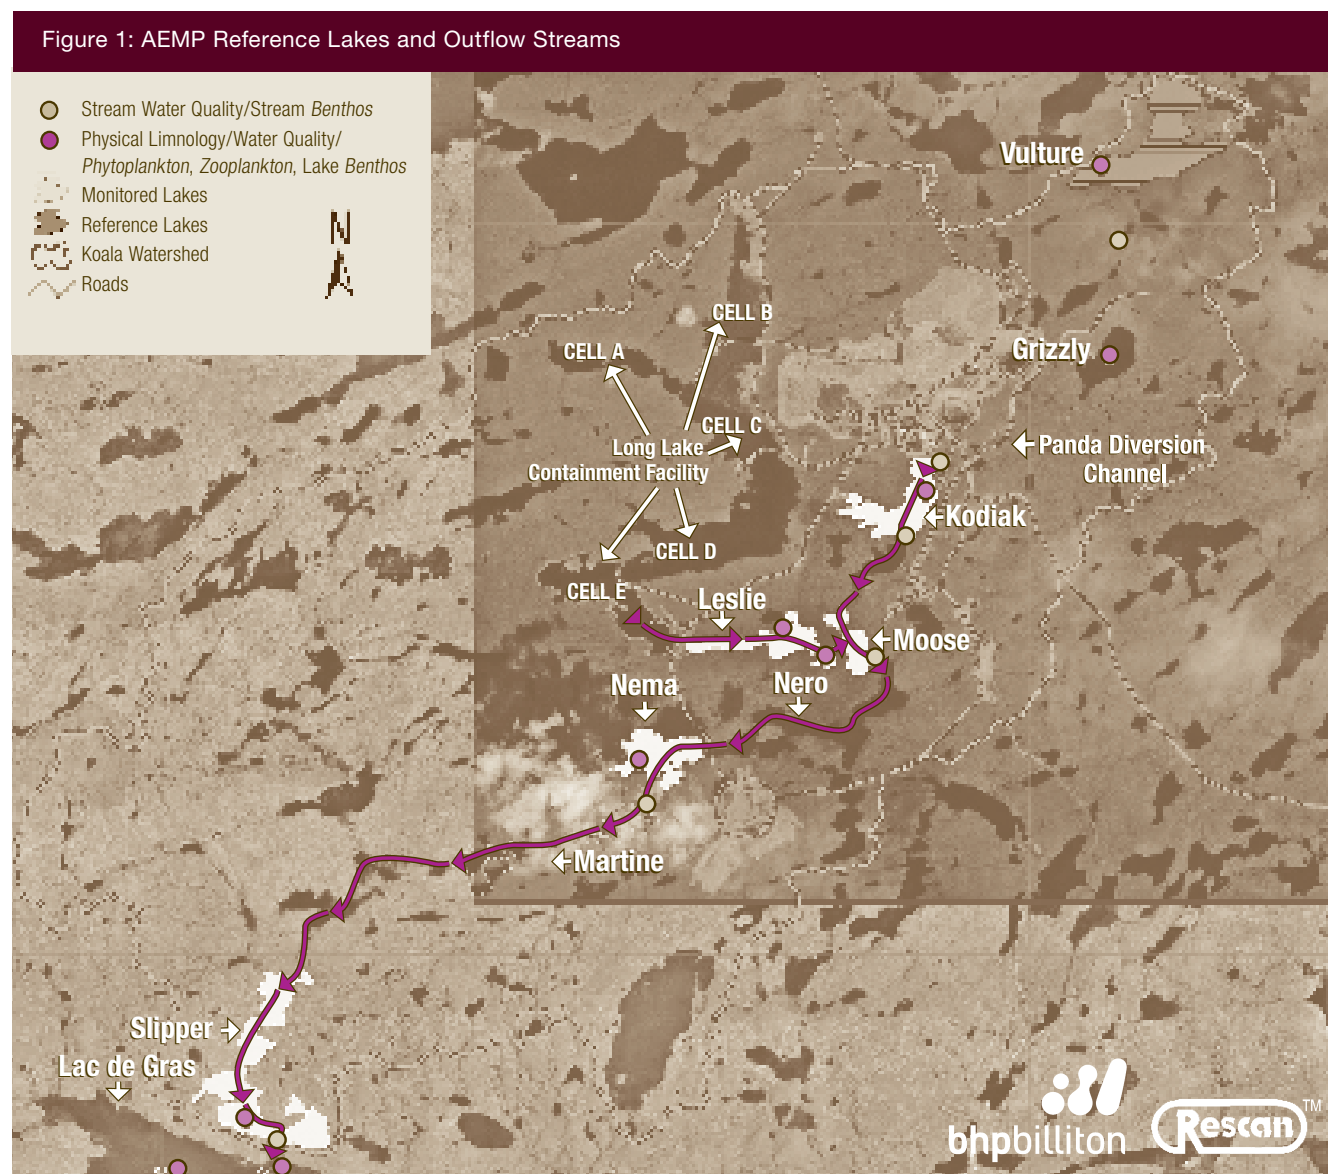 Figure 1: AEMP Reference Lakes and Outflow Streams
Stream Water Quality/Stream Benthos
Physical Limnology/Water Quality/
Phytoplankton, Zooplankton, Lake Benthos
Monitored Lakes
Reference Lakes
Koala Watershed
Roads
N
Vulture
CELL B
CELL A
Grizzly
CELL C
Long Lake
Containment Facility
Panda Diversion
Channel
Kodiak
CELL D
CELL E
Leslie
Moose
Nema
Nero
Martine
Slipper
Lac de Gras
bhpbilliton
Rescan™